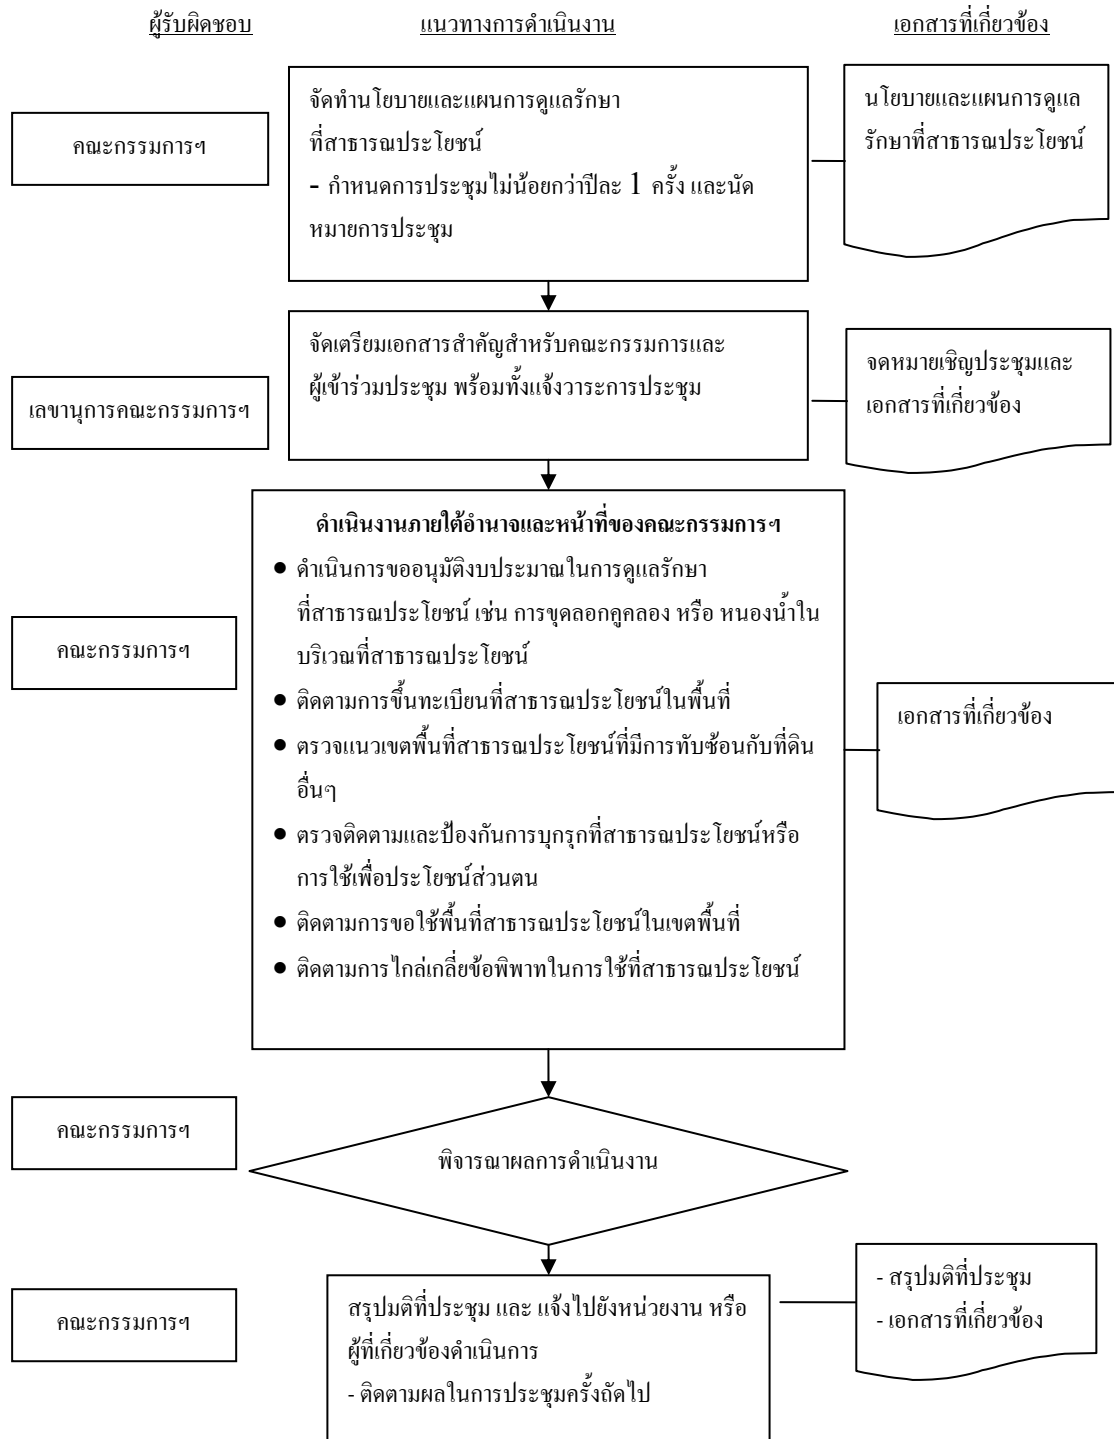 ผู้รับผิดชอบ แนวทางการดำเนินงาน เอกสารที่เกี่ยวข้อง
คณะกรรมการฯ
จัดทำนโยบายและแผนการดูแลรักษา
ที่สาธารณประโยชน์
- กำหนดการประชุมไม่น้อยกว่าปีละ 1 ครั้ง และนัด
หมายการประชุม
นโยบายและแผนการดูแล
รักษาที่สาธารณประโยชน์
เลขานุการคณะกรรมการฯ
จัดเตรียมเอกสารสำคัญสำหรับคณะกรรมการและ
ผู้เข้าร่วมประชุม พร้อมทั้งแจ้งวาระการประชุม
จดหมายเชิญประชุมและ
เอกสารที่เกี่ยวข้อง
คณะกรรมการฯ
ดำเนินงานภายใต้อำนาจและหน้าที่ของคณะกรรมการฯ
● ดำเนินการขออนุมัติงบประมาณในการดูแลรักษา
ที่สาธารณประโยชน์ เช่น การขุดลอกคูคลอง หรือ หนองน้ำใน
บริเวณที่สาธารณประโยชน์
● ติดตามการขึ้นทะเบียนที่สาธารณประโยชน์ในพื้นที่
● ตรวจแนวเขตพื้นที่สาธารณประโยชน์ที่มีการทับซ้อนกับที่ดิน
อื่นๆ
● ตรวจติดตามและป้องกันการบุกรุกที่สาธารณประโยชน์หรือ
การใช้เพื่อประโยชน์ส่วนตน
● ติดตามการขอใช้พื้นที่สาธารณประโยชน์ในเขตพื้นที่
● ติดตามการไกล่เกลี่ยข้อพิพาทในการใช้ที่สาธารณประโยชน์
เอกสารที่เกี่ยวข้อง
คณะกรรมการฯ
พิจารณาผลการดำเนินงาน
คณะกรรมการฯ
สรุปมติที่ประชุม และ แจ้งไปยังหน่วยงาน หรือ
ผู้ที่เกี่ยวข้องดำเนินการ
- ติดตามผลในการประชุมครั้งถัดไป
- สรุปมติที่ประชุม
- เอกสารที่เกี่ยวข้อง